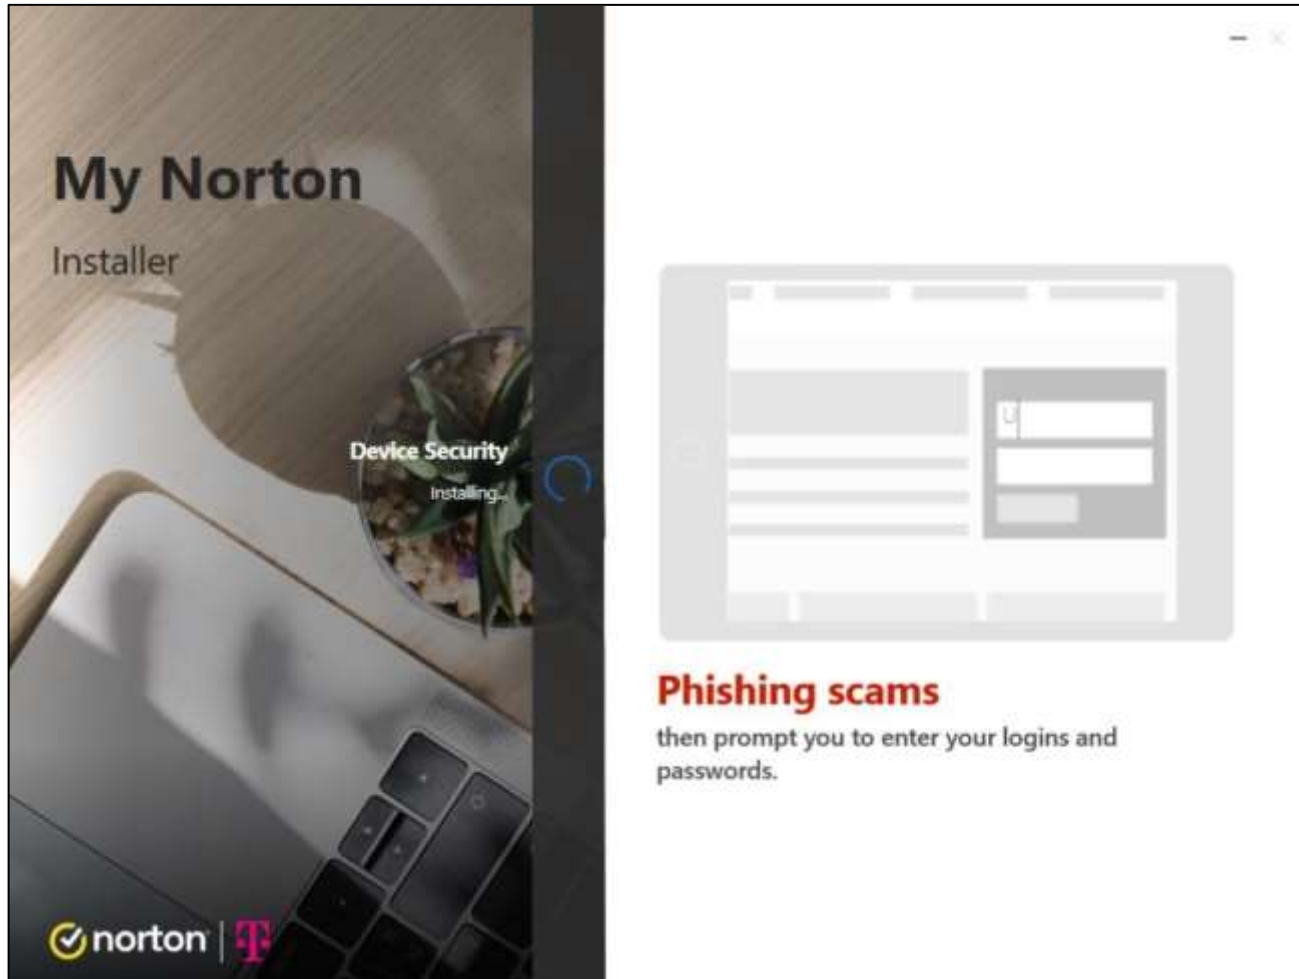 My Norton
Installer
Device Security
Installing...
U
Phishing scams
then prompt you to enter your logins and
passwords.
norton | T